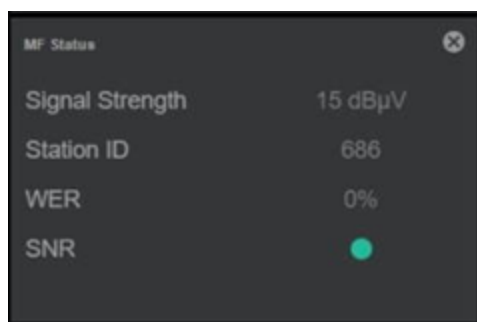 MF Status
Signal Strength 15 dBµV
Station ID 686
WER 0%
SNR